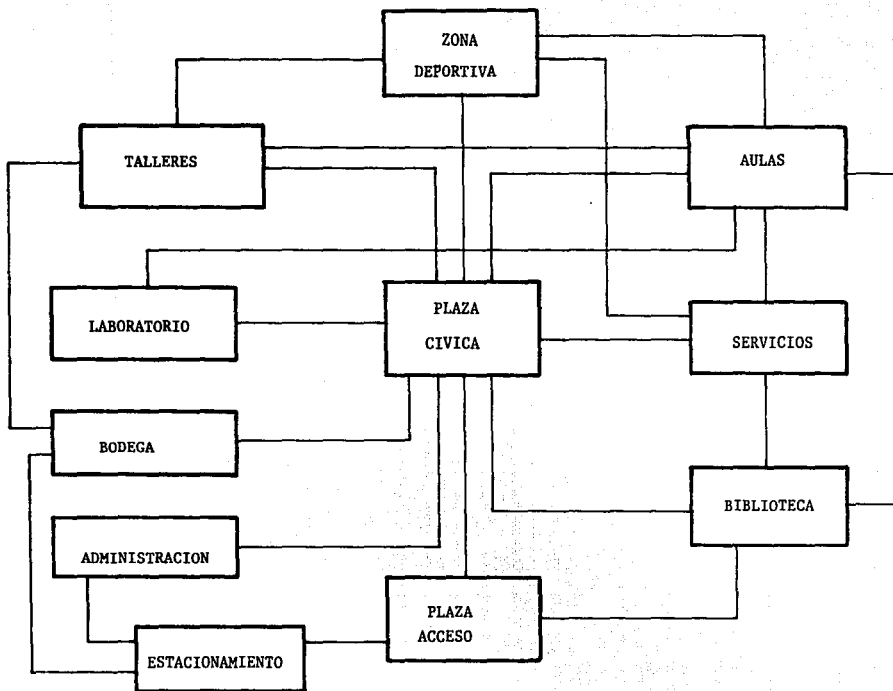 ZONA
DEPORTIVA
TALLERES
AULAS
PLAZA
CIVICA
LABORATORIO
SERVICIOS
BODEGA
BIBLIOTECA
ADMINISTRACION
PLAZA
ACCESO
ESTACIONAMIENTO